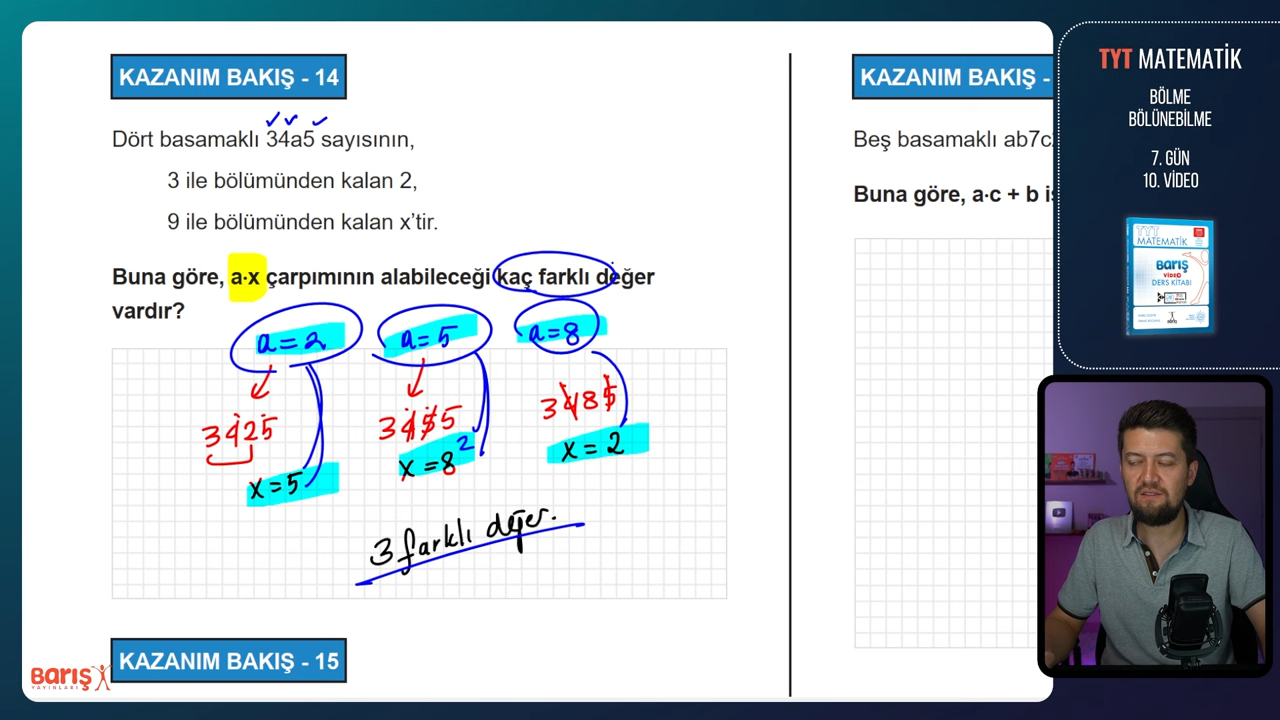 KAZANIM BAKIŞ - 14
Dört basamaklı 34a5 sayısının,
3 ile bölümünden kalan 2,
9 ile bölümünden kalan x’tir.
Buna göre, a·x çarpımının alabileceği kaç farklı değer
vardır?
a = 2
a = 5
a = 8
3425
3455
3485
x = 5
x = 8
2
x = 2
3 farklı değer.
KAZANIM BAKIŞ - 15
BARIŞ
YAYINLARI
KAZANIM BAKIŞ -
Beş basamaklı ab7c
Buna göre, a·c + b
TYT MATEMATİK
BÖLME
BÖLÜNEBİLME
7. GÜN
10. VİDEO
TYT
MATEMATİK
BARIŞ
VİDEO
DERS KİTABI